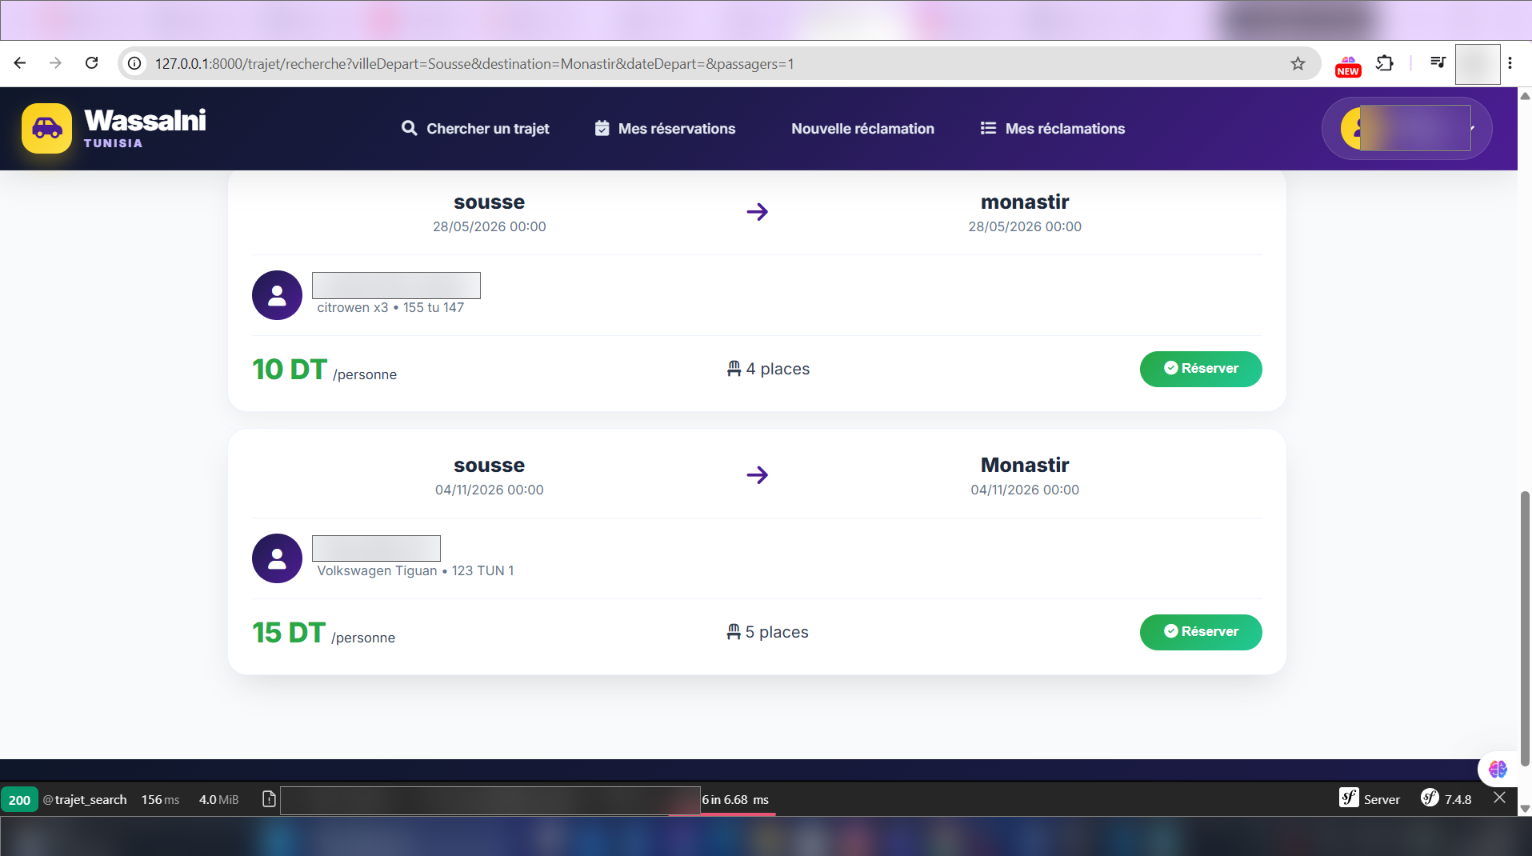 127.0.0.1:8000/trajet/recherche?villeDepart=Sousse&destination=Monastir&dateDepart=&passagers=1
NEW
Wassalni
TUNISIA
Chercher un trajet
Mes réservations
Nouvelle réclamation
Mes réclamations
sousse
monastir
28/05/2026 00:00
28/05/2026 00:00
citrowen x3 • 155 tu 147
10 DT /personne
4 places
Réserver
sousse
Monastir
04/11/2026 00:00
04/11/2026 00:00
Volkswagen Tiguan • 123 TUN 1
15 DT /personne
5 places
Réserver
200 @ trajet_search 156 ms 4.0 MiB 6 in 6.68 ms Server 7.4.8